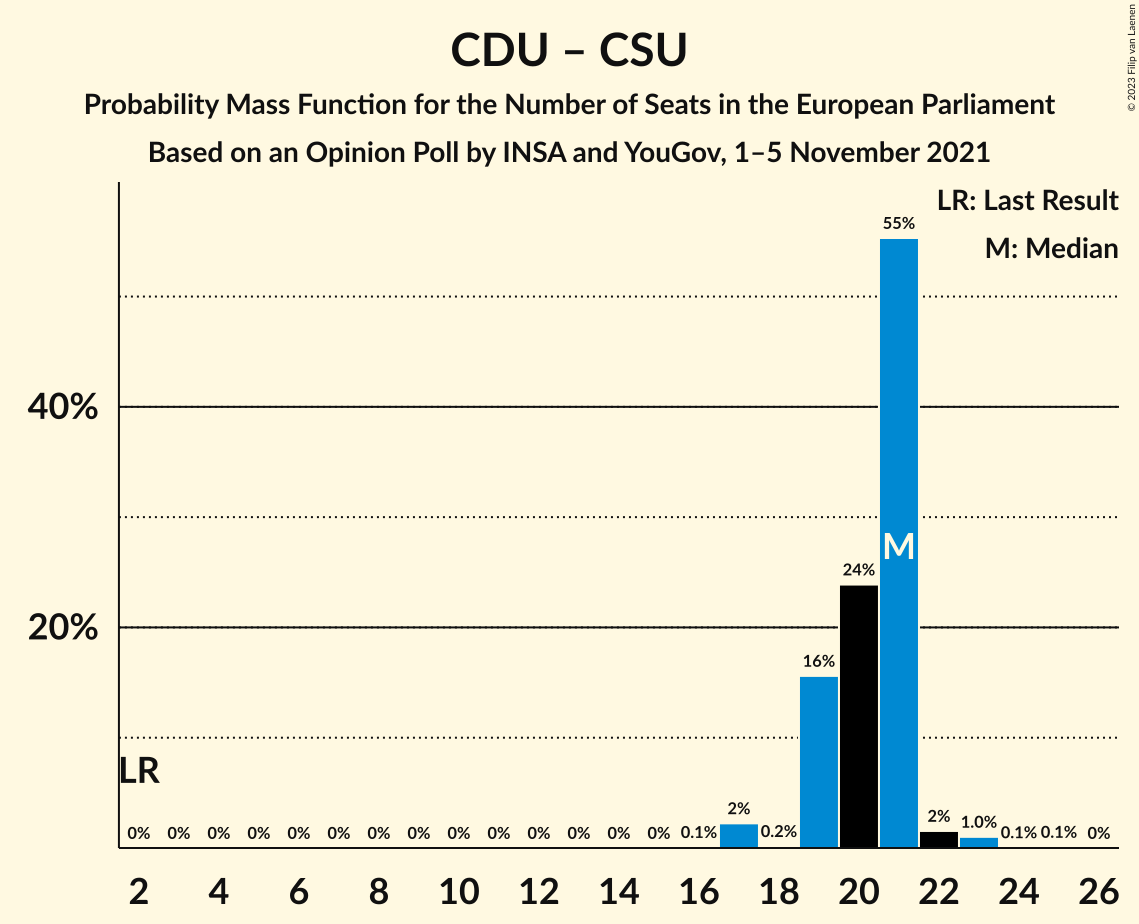 CDU – CSU
Probability Mass Function for the Number of Seats in the European Parliament
Based on an Opinion Poll by INSA and YouGov, 1–5 November 2021
© 2023 Filip van Laenen
LR: Last Result
M: Median
55%
40%
M
24%
20%
16%
LR
0% 0% 0% 0% 0% 0% 0% 0% 0% 0% 0% 0% 0% 0% 0.1% 2% 0.2% 2% 1.0% 0.1% 0.1% 0%
2 4 6 8 10 12 14 16 18 20 22 24 26